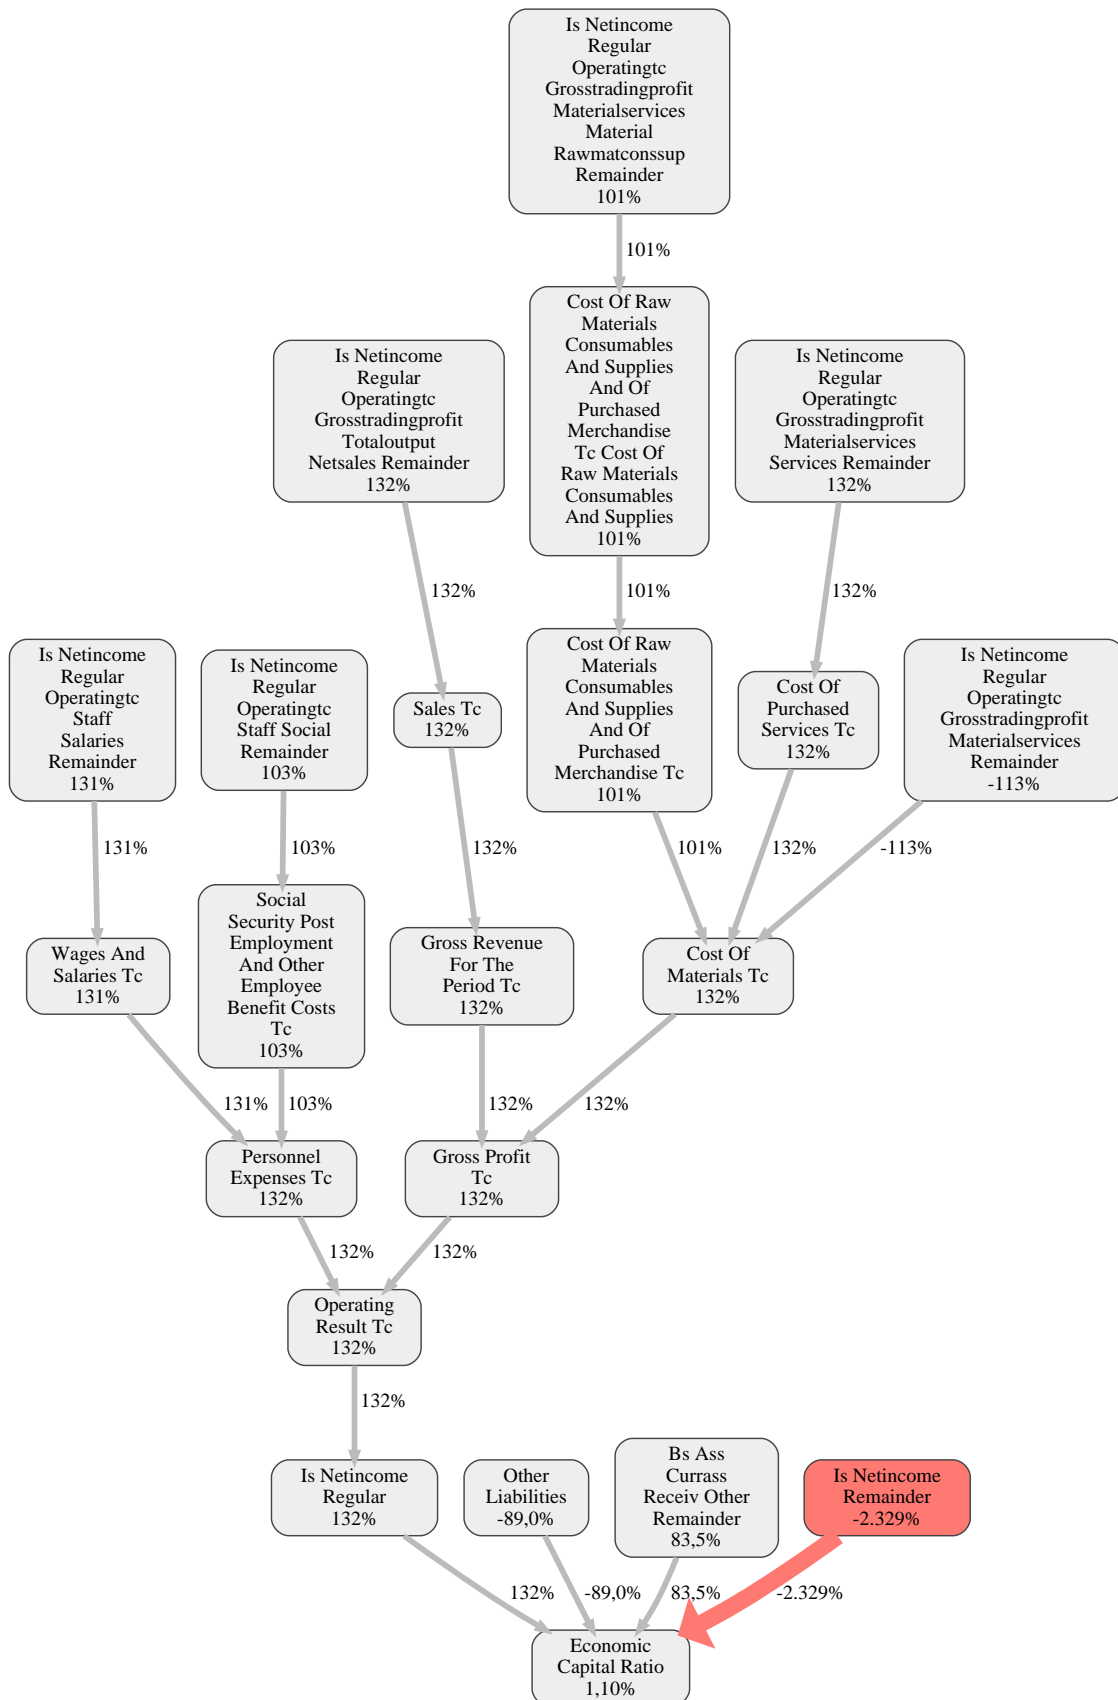 Is Netincome
Regular
Operatingtc
Grosstradingprofit
Materialservices
Material
Rawmatconssup
Remainder
101%
101%
Cost Of Raw
Materials
Consumables
And Supplies
And Of
Purchased
Merchandise
Tc Cost Of
Raw Materials
Consumables
And Supplies
101%
Is Netincome
Regular
Operatingtc
Grosstradingprofit
Totaloutput
Netsales Remainder
132%
Is Netincome
Regular
Operatingtc
Grosstradingprofit
Materialservices
Services Remainder
132%
132%
101%
132%
Is Netincome
Regular
Operatingtc
Staff
Salaries
Remainder
131%
Is Netincome
Regular
Operatingtc
Staff Social
Remainder
103%
Sales Tc
132%
Cost Of Raw
Materials
Consumables
And Supplies
And Of
Purchased
Merchandise Tc
101%
Cost Of
Purchased
Services Tc
132%
Is Netincome
Regular
Operatingtc
Grosstradingprofit
Materialservices
Remainder
-113%
131%
103%
132%
101%
132%
-113%
Wages And
Salaries Tc
131%
Social
Security Post
Employment
And Other
Employee
Benefit Costs
Tc
103%
Gross Revenue
For The
Period Tc
132%
Cost Of
Materials Tc
132%
131%
103%
132%
132%
Personnel
Expenses Tc
132%
Gross Profit
Tc
132%
132%
132%
Operating
Result Tc
132%
132%
Is Netincome
Regular
132%
Other
Liabilities
-89,0%
Bs Ass
Currass
Receiv Other
Remainder
83,5%
Is Netincome
Remainder
-2.329%
132%
-89,0%
83,5%
-2.329%
Economic
Capital Ratio
1,10%